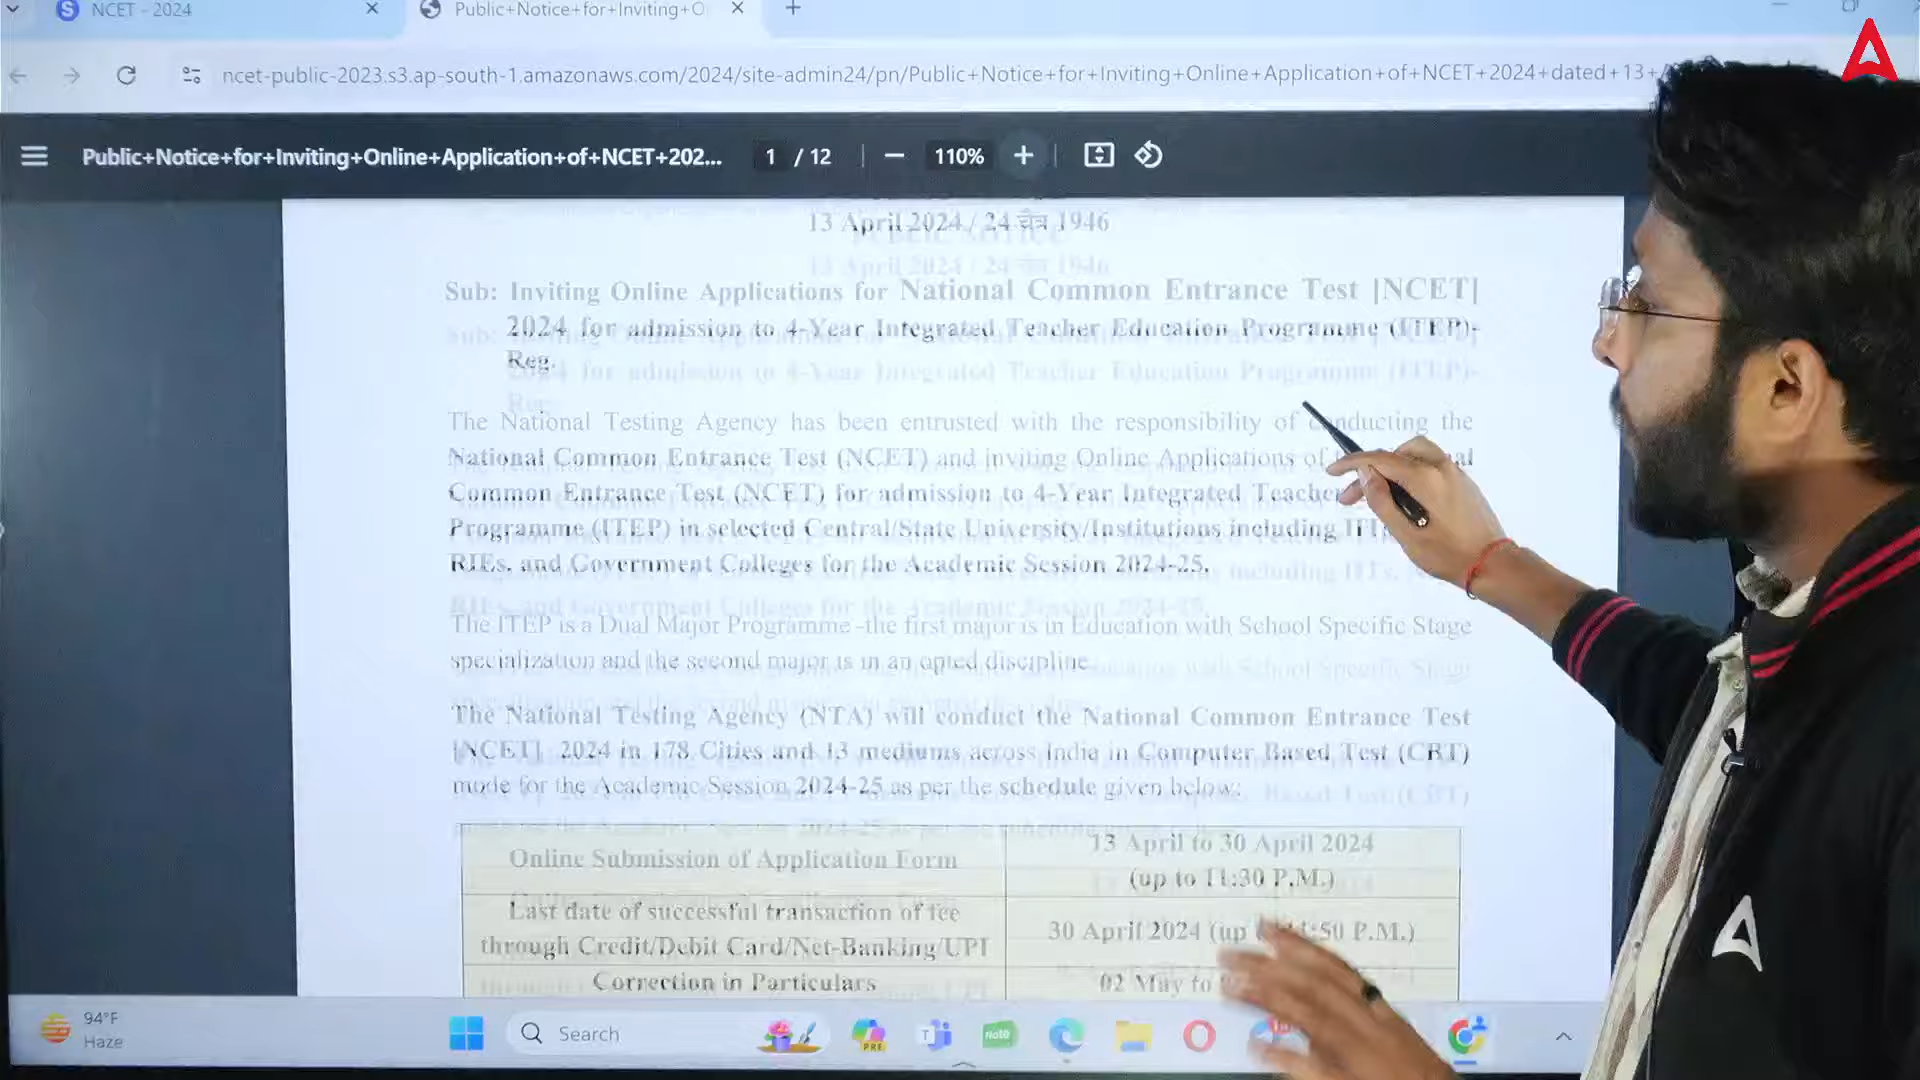 NCET - 2024
Public+Notice+for+Inviting+O
ncet-public-2023.s3.ap-south-1.amazonaws.com/2024/site-admin24/pn/Public+Notice+for+Inviting+Online+Application+of+NCET+2024+dated+13+
Public+Notice+for+Inviting+Online+Application+of+NCET+202... 1 / 12 110%
13 April 2024 / 24 चैत्र 1946
Sub: Inviting Online Applications for National Common Entrance Test [NCET]
2024 for admission to 4-Year Integrated Teacher Education Programme (ITEP)-
Reg.
The National Testing Agency has been entrusted with the responsibility of conducting the
National Common Entrance Test (NCET) and inviting Online Applications of
Common Entrance Test (NCET) for admission to 4-Year Integrated Teacher
Programme (ITEP) in selected Central/State University/Institutions including IITs
RIEs, and Government Colleges for the Academic Session 2024-25.
The ITEP is a Dual Major Programme -the first major is in Education with School Specific Stage
specialization and the second major is in an opted discipline.
The National Testing Agency (NTA) will conduct the National Common Entrance Test
[NCET] 2024 in 178 Cities and 13 mediums across India in Computer Based Test (CBT)
mode for the Academic Session 2024-25 as per the schedule given below:
Online Submission of Application Form
13 April to 30 April 2024
(up to 11:30 P.M.)
Last date of successful transaction of fee
through Credit/Debit Card/Net-Banking/UPI
30 April 2024 (up 11:50 P.M.)
Correction in Particulars
02 May to
94°F
Haze
Search
PRE
Note